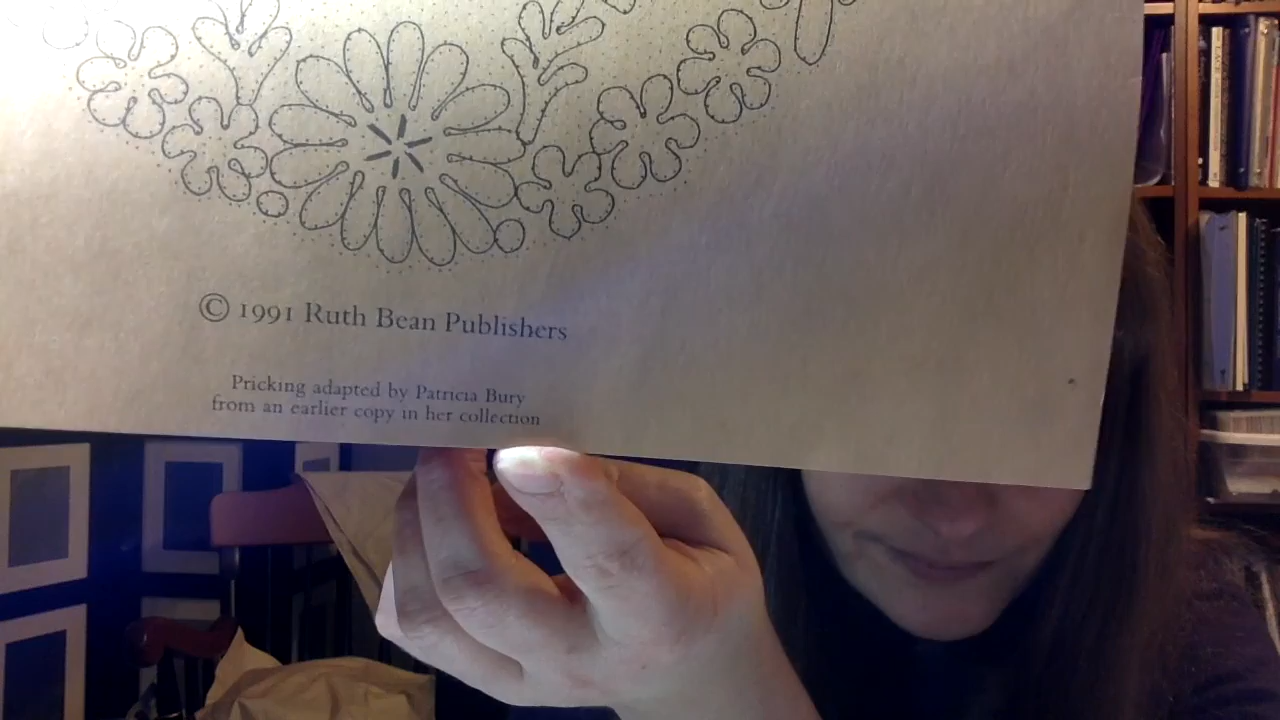 © 1991 Ruth Bean Publishers
Pricking adapted by Patricia Bury
from an earlier copy in her collection